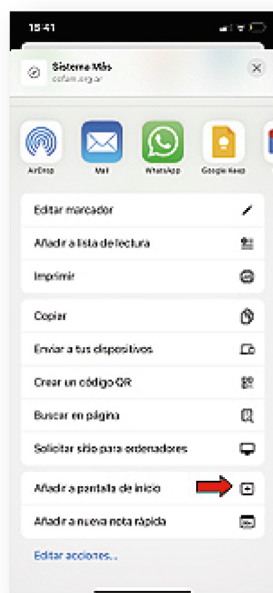 15:41
Sistema Más
cofam.org.ar
AirDrop
Mail
WhatsApp
Google Keep
Editar marcador
Añadir a lista de lectura
Imprimir
Copiar
Enviar a tus dispositivos
Crear un código QR
Buscar en página
Solicitar sitio para ordenadores
Añadir a pantalla de inicio
Añadir a nueva nota rápida
Editar acciones...